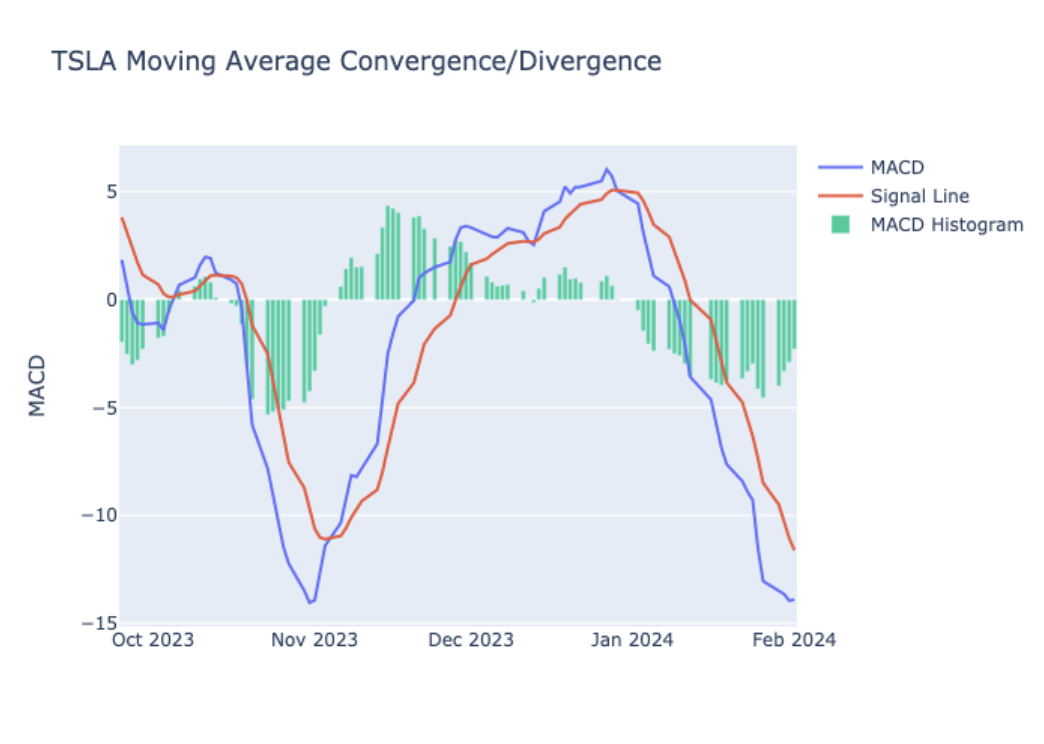 TSLA Moving Average Convergence/Divergence
MACD
Signal Line
MACD Histogram
5
0
−5
−10
−15
MACD
Oct 2023
Nov 2023
Dec 2023
Jan 2024
Feb 2024